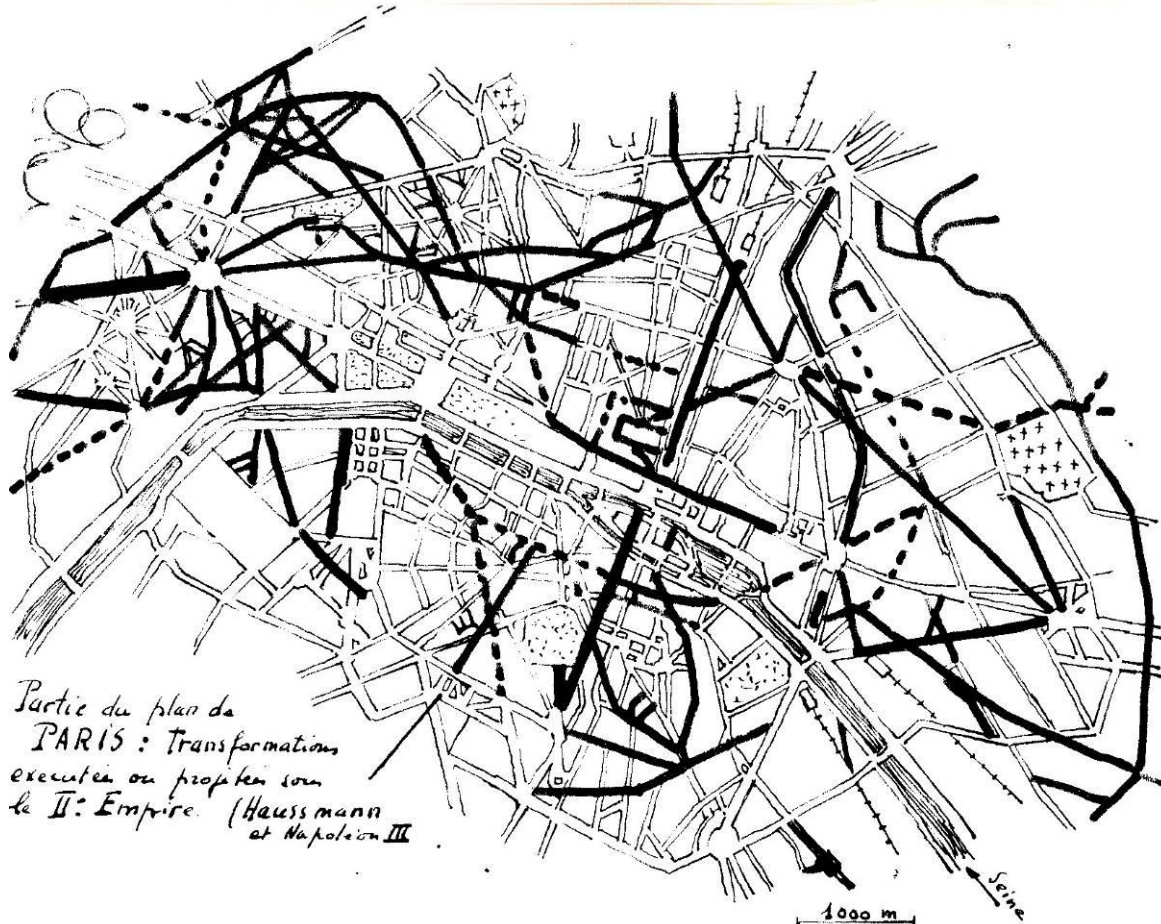 Partie du plan de
PARIS : Transformations
executées ou projetées sous
le II: Empire. (Haussmann
et Napoléon III
Seine
1000 m